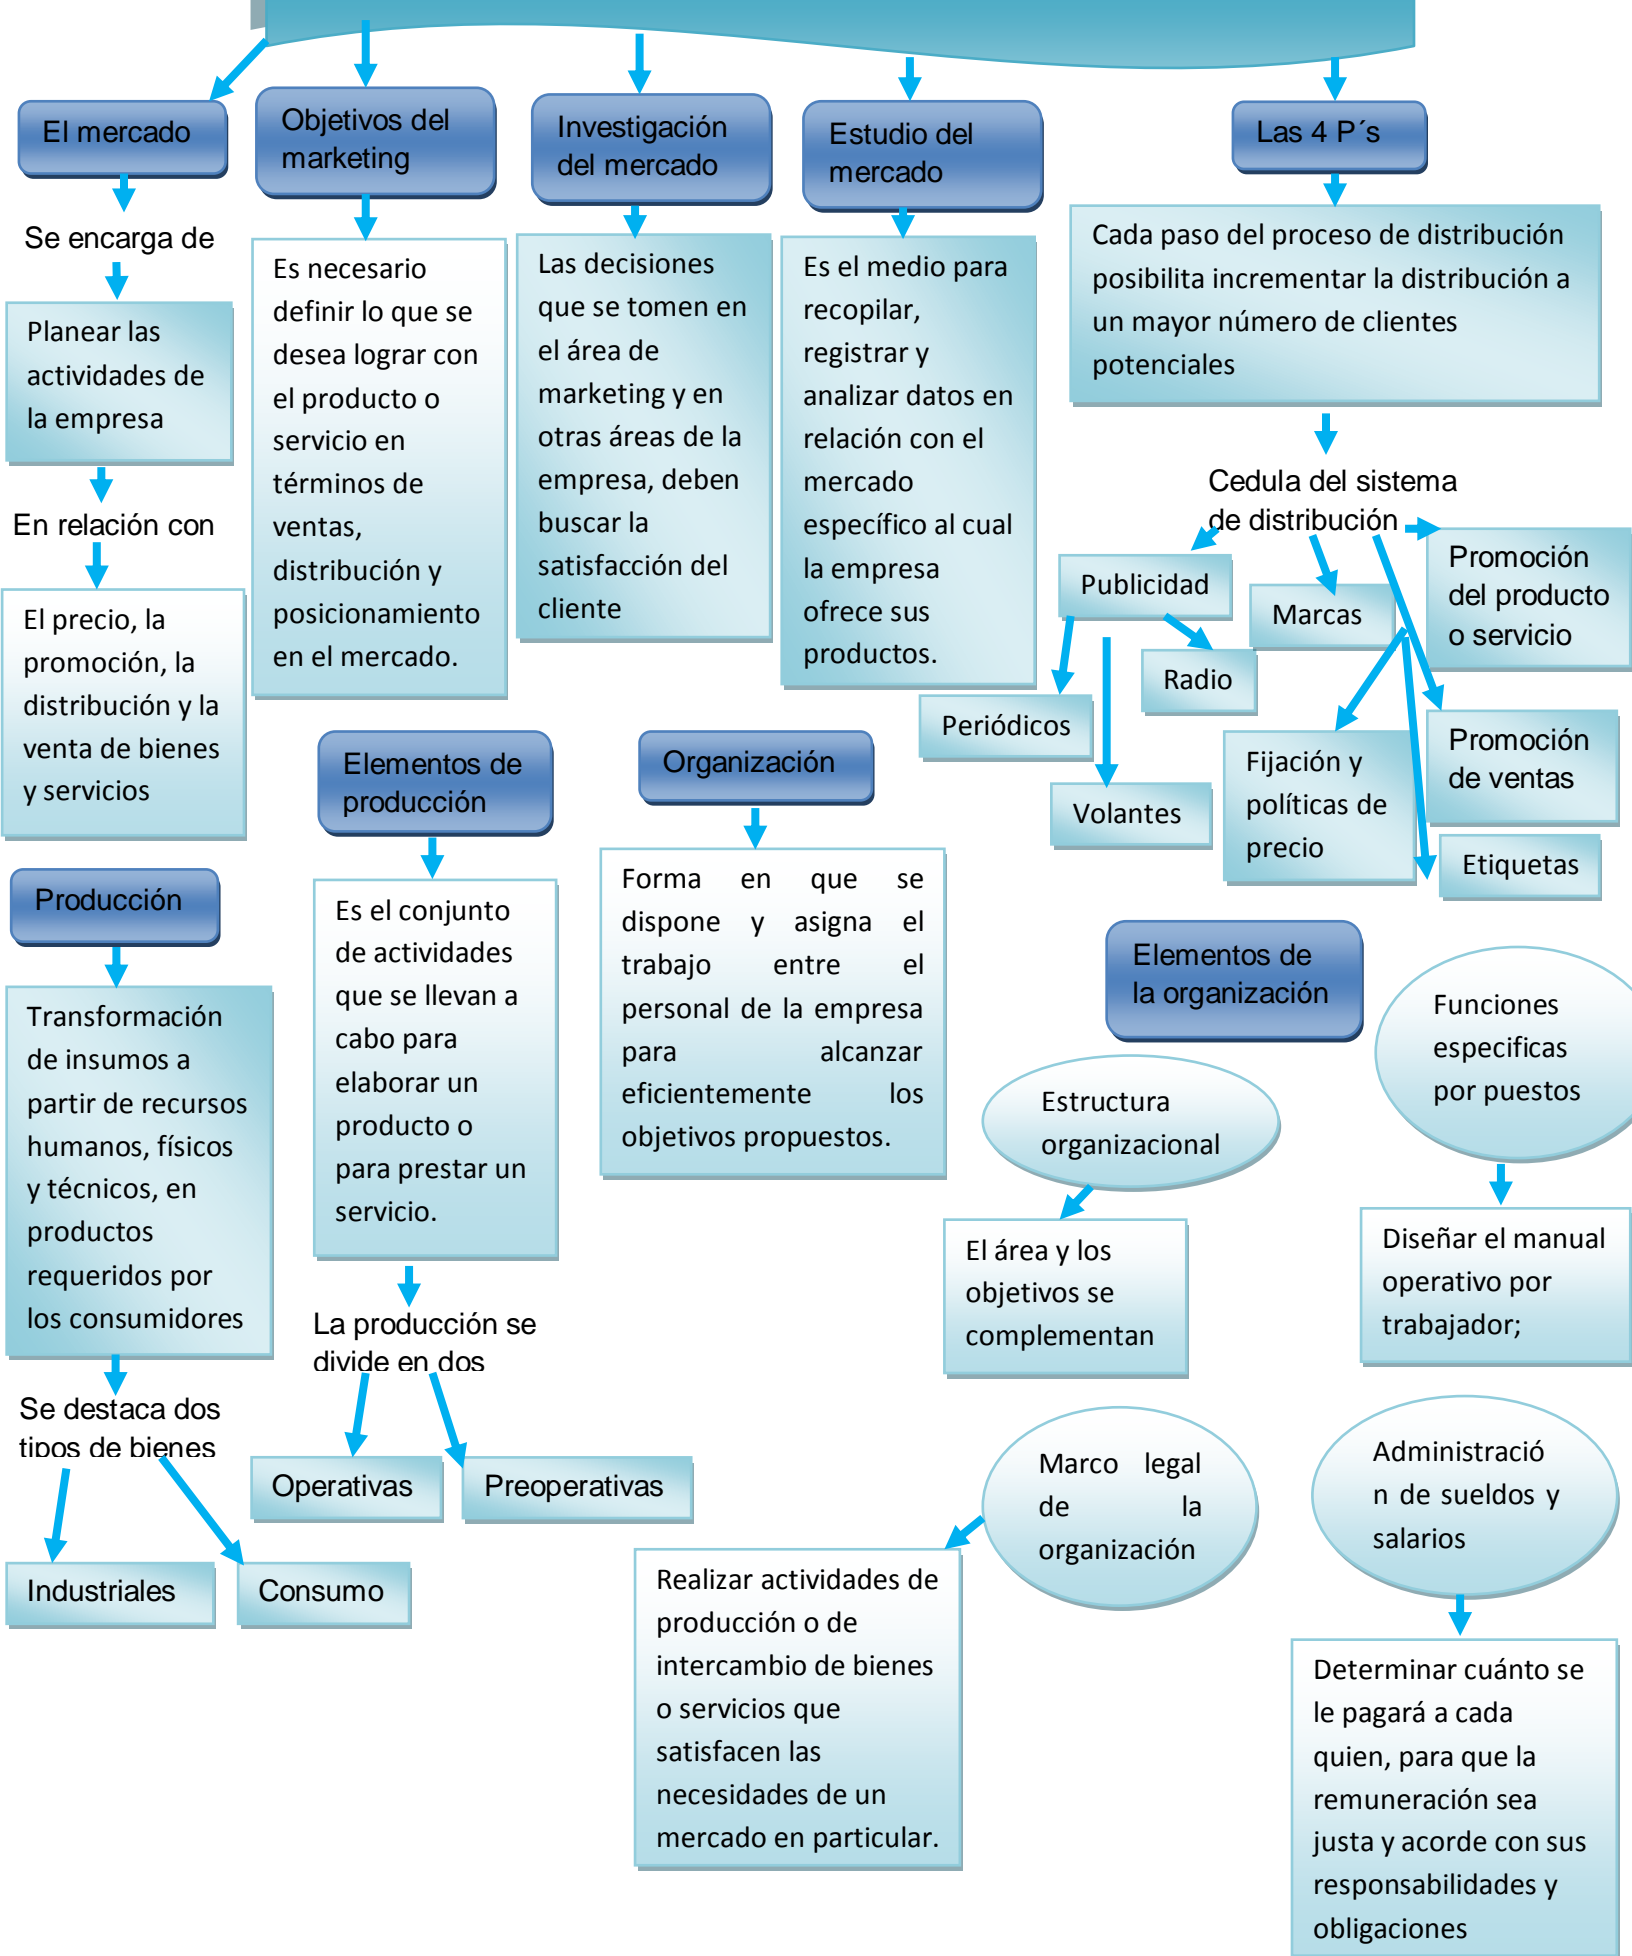 El mercado
Se encarga de
Planear las
actividades de
la empresa
En relación con
El precio, la
promoción, la
distribución y la
venta de bienes
y servicios
Objetivos del
marketing
Es necesario
definir lo que se
desea lograr con
el producto o
servicio en
términos de
ventas,
distribución y
posicionamiento
en el mercado.
Investigación
del mercado
Las decisiones
que se tomen en
el área de
marketing y en
otras áreas de la
empresa, deben
buscar la
satisfacción del
cliente
Estudio del
mercado
Es el medio para
recopilar,
registrar y
analizar datos en
relación con el
mercado
específico al cual
la empresa
ofrece sus
productos.
Las 4 P´s
Cada paso del proceso de distribución
posibilita incrementar la distribución a
un mayor número de clientes
potenciales
Cedula del sistema
de distribución
Publicidad
Periódicos
Volantes
Radio
Marcas
Fijación y
políticas de
precio
Promoción
del producto
o servicio
Promoción
de ventas
Etiquetas
Producción
Transformación
de insumos a
partir de recursos
humanos, físicos
y técnicos, en
productos
requeridos por
los consumidores
Se destaca dos
tipos de bienes
Industriales
Consumo
Elementos de
producción
Es el conjunto
de actividades
que se llevan a
cabo para
elaborar un
producto o
para prestar un
servicio.
La producción se
divide en dos
Operativas
Preoperativas
Organización
Forma en que se
dispone y asigna el
trabajo entre el
personal de la empresa
para alcanzar
eficientemente los
objetivos propuestos.
Elementos de
la organización
Estructura
organizacional
El área y los
objetivos se
complementan
Funciones
especificas
por puestos
Diseñar el manual
operativo por
trabajador;
Marco legal
de la
organización
Realizar actividades de
producción o de
intercambio de bienes
o servicios que
satisfacen las
necesidades de un
mercado en particular.
Administració
n de sueldos y
salarios
Determinar cuánto se
le pagará a cada
quien, para que la
remuneración sea
justa y acorde con sus
responsabilidades y
obligaciones